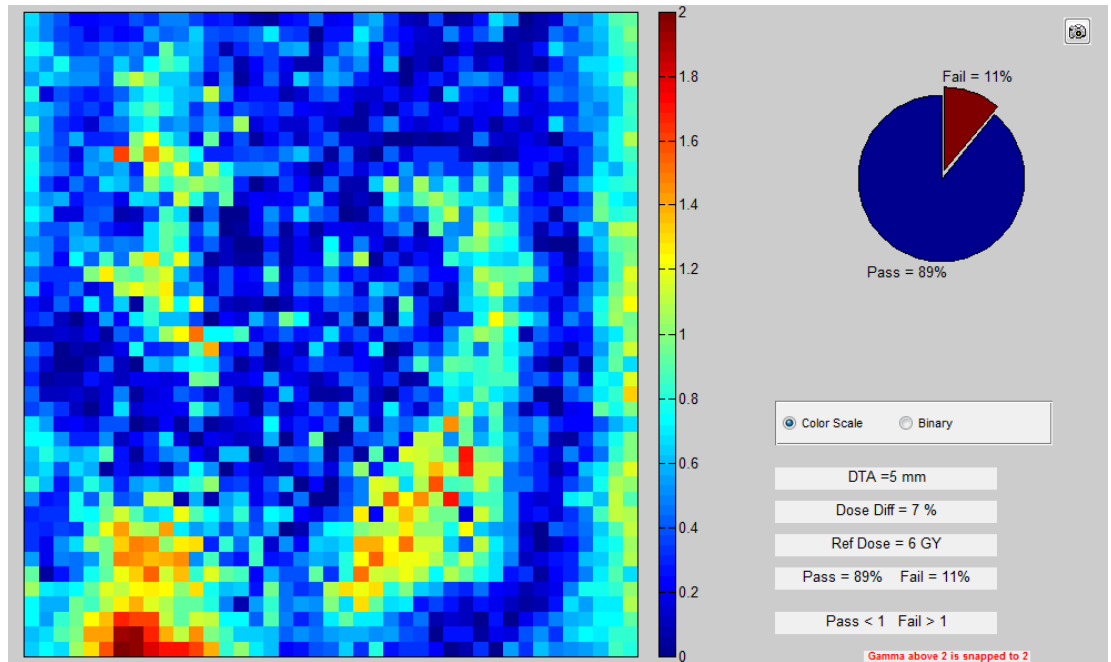 2
1.8
1.6
1.4
1.2
1
0.8
0.6
0.4
0.2
0
Fail = 11%
Pass = 89%
Color Scale Binary
DTA =5 mm
Dose Diff = 7 %
Ref Dose = 6 GY
Pass = 89% Fail = 11%
Pass < 1 Fail > 1
Gamma above 2 is snapped to 2